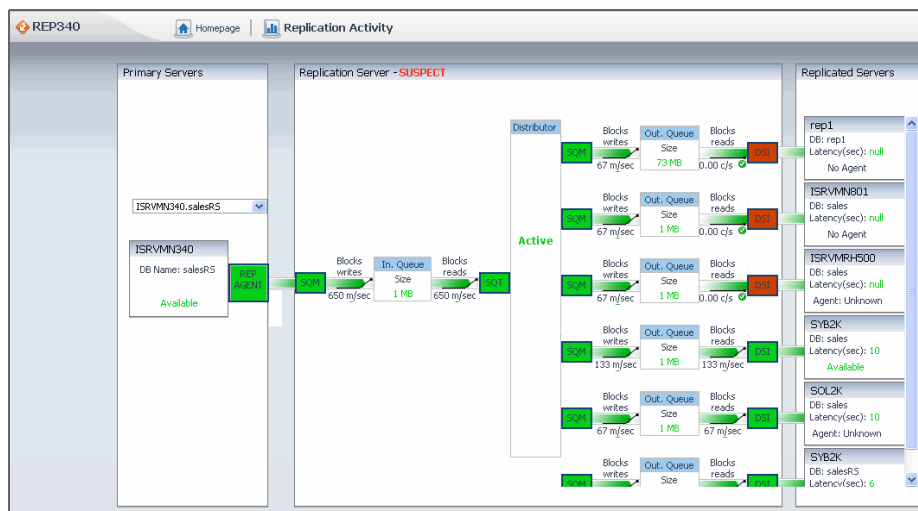 REP340
Homepage
Replication Activity
Primary Servers
ISRVMN340.salesRS
ISRVMN340
DB Name: salesRS
Available
REP AGENT
Replication Server - SUSPECT
SQM
Blocks writes
650 m/sec
In. Queue
Size
1 MB
Blocks reads
650 m/sec
SQT
Distributor
Active
SQM
Blocks writes
67 m/sec
Out. Queue
Size
73 MB
Blocks reads
0.00 c/s
DSI
SQM
Blocks writes
67 m/sec
Out. Queue
Size
1 MB
Blocks reads
0.00 c/s
DSI
SQM
Blocks writes
67 m/sec
Out. Queue
Size
1 MB
Blocks reads
0.00 c/s
DSI
SQM
Blocks writes
133 m/sec
Out. Queue
Size
1 MB
Blocks reads
133 m/sec
DSI
SQM
Blocks writes
67 m/sec
Out. Queue
Size
1 MB
Blocks reads
67 m/sec
DSI
SQM
Blocks writes
Out. Queue
Size
Blocks reads
DSI
Replicated Servers
rep1
DB: rep1
Latency(sec): null
No Agent
ISRVMN801
DB: sales
Latency(sec): null
No Agent
ISRVMRH500
DB: sales
Latency(sec): null
Agent: Unknown
SYB2K
DB: sales
Latency(sec): 10
Available
SOL2K
DB: sales
Latency(sec): 10
Agent: Unknown
SYB2K
DB: salesRS
Latency(sec): 6